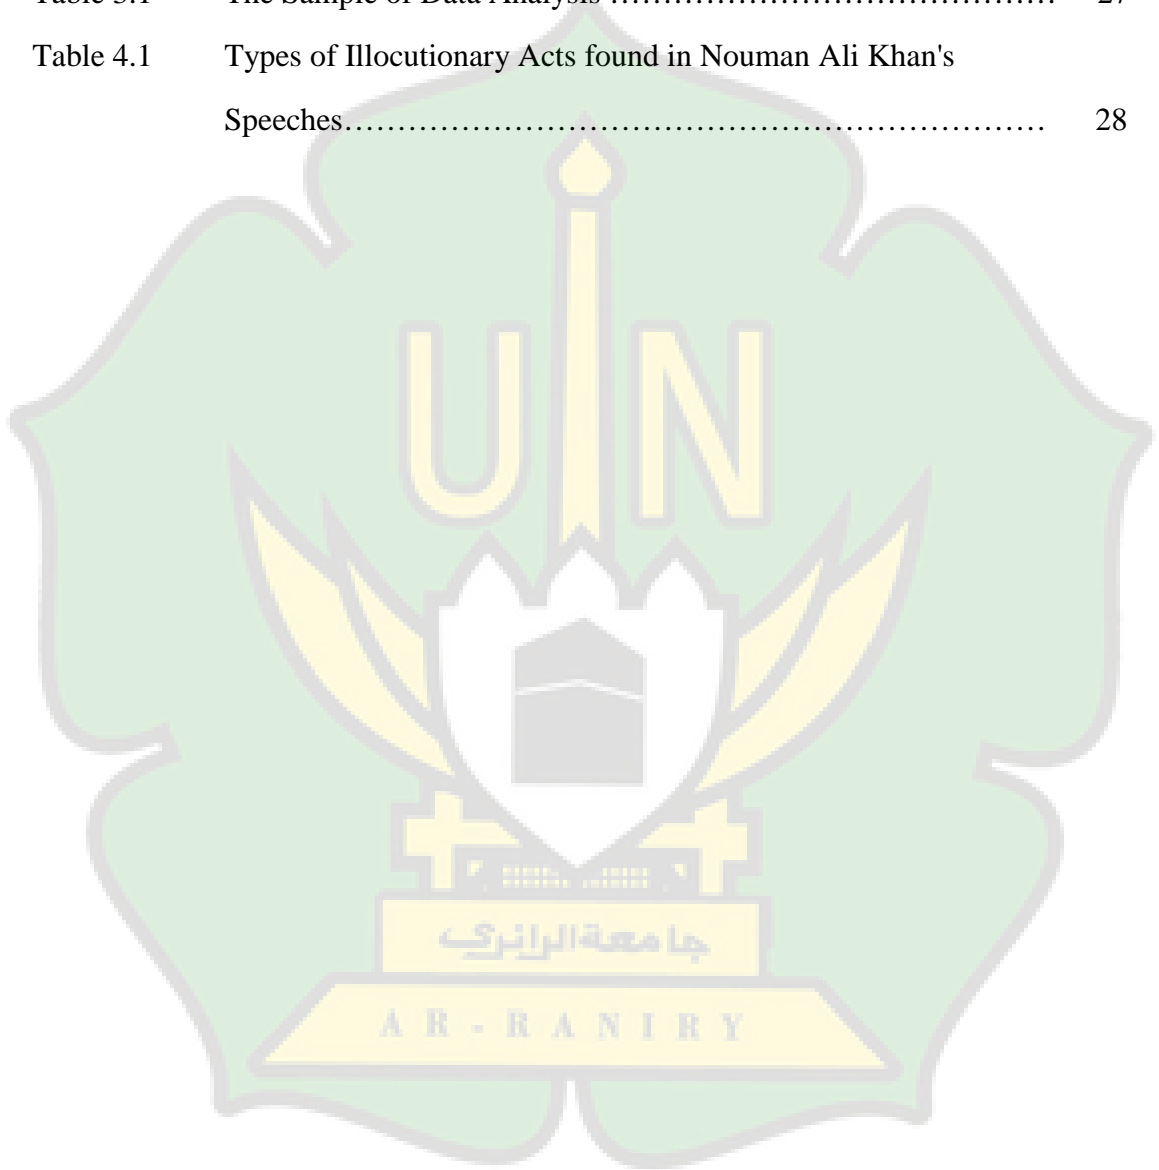 Table 3.1 The Sample of Data Analysis ………………………………… 27
Table 4.1 Types of Illocutionary Acts found in Nouman Ali Khan's
Speeches………………………………………………………… 28
UIN
جامعة الرانري
AR-RANIRY